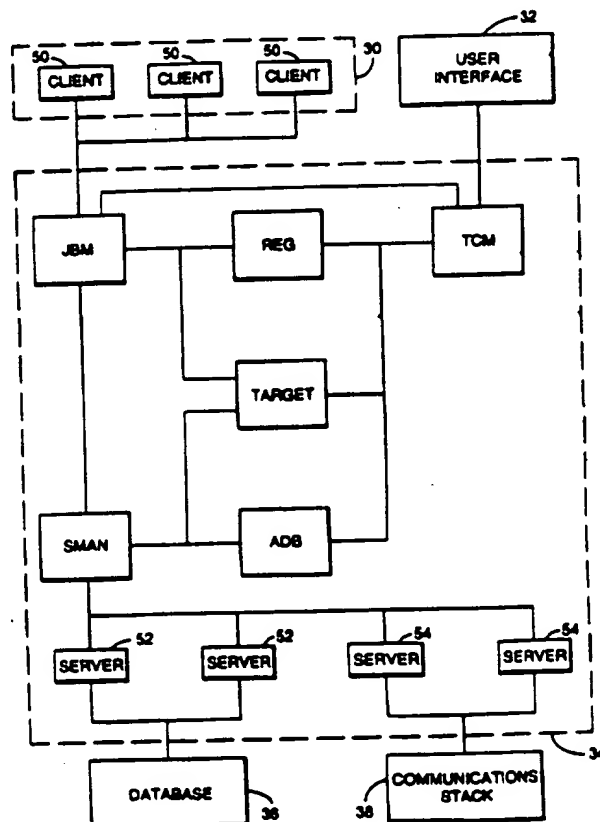 50
50
50
32
CLIENT
CLIENT
CLIENT
30
USER
INTERFACE
JBM
REG
TCM
TARGET
SMAN
ADB
52
52
54
54
SERVER
SERVER
SERVER
SERVER
34
DATABASE
36
38
COMMUNICATIONS
STACK